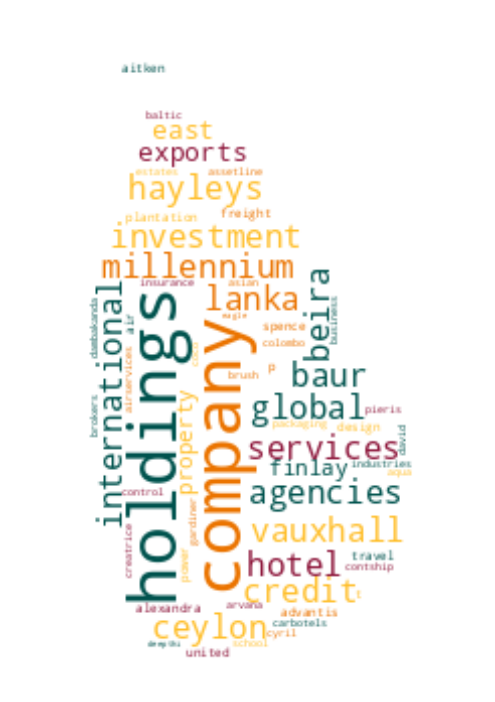 aitken
baltic
east
exports
estates assetline
hayleys
plantation freight
investment
millennium
insurance asian
lanka
eagle
holdings
company
international
dambakanda
air
airservices
brokers
beira
business
spence
colombo
p
brush
baur
property
global
pieris
packaging design
david
services
finlay industries
aqua
agencies
control
gardiner
power
creatrice
vauxhall
hotel
travel
contship
credit
t
alexandra arvana
advantis
carbotels
ceylon
cyril
deepthi
school
united